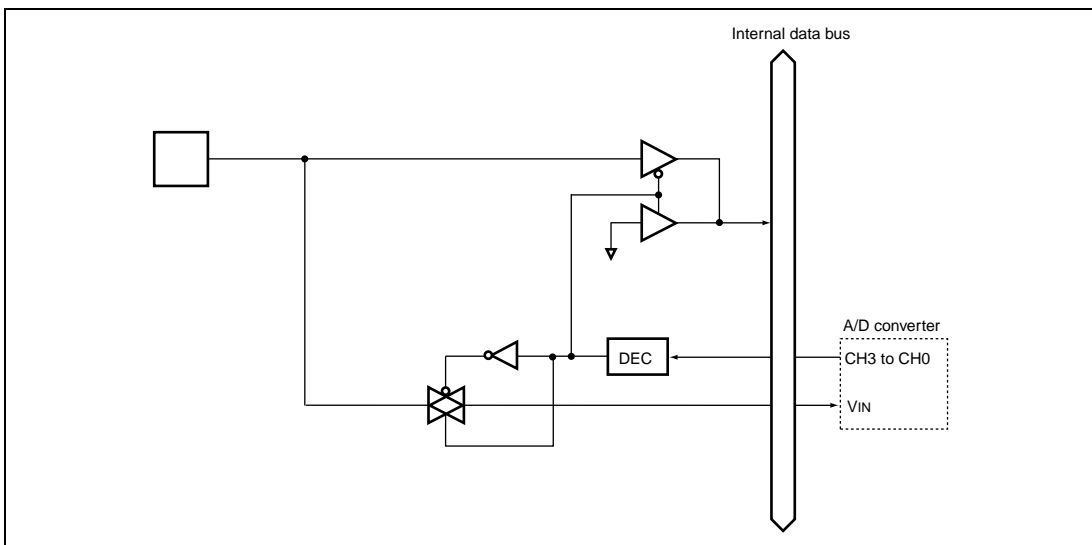 Internal data bus
A/D converter
DEC
CH3 to CH0
VIN